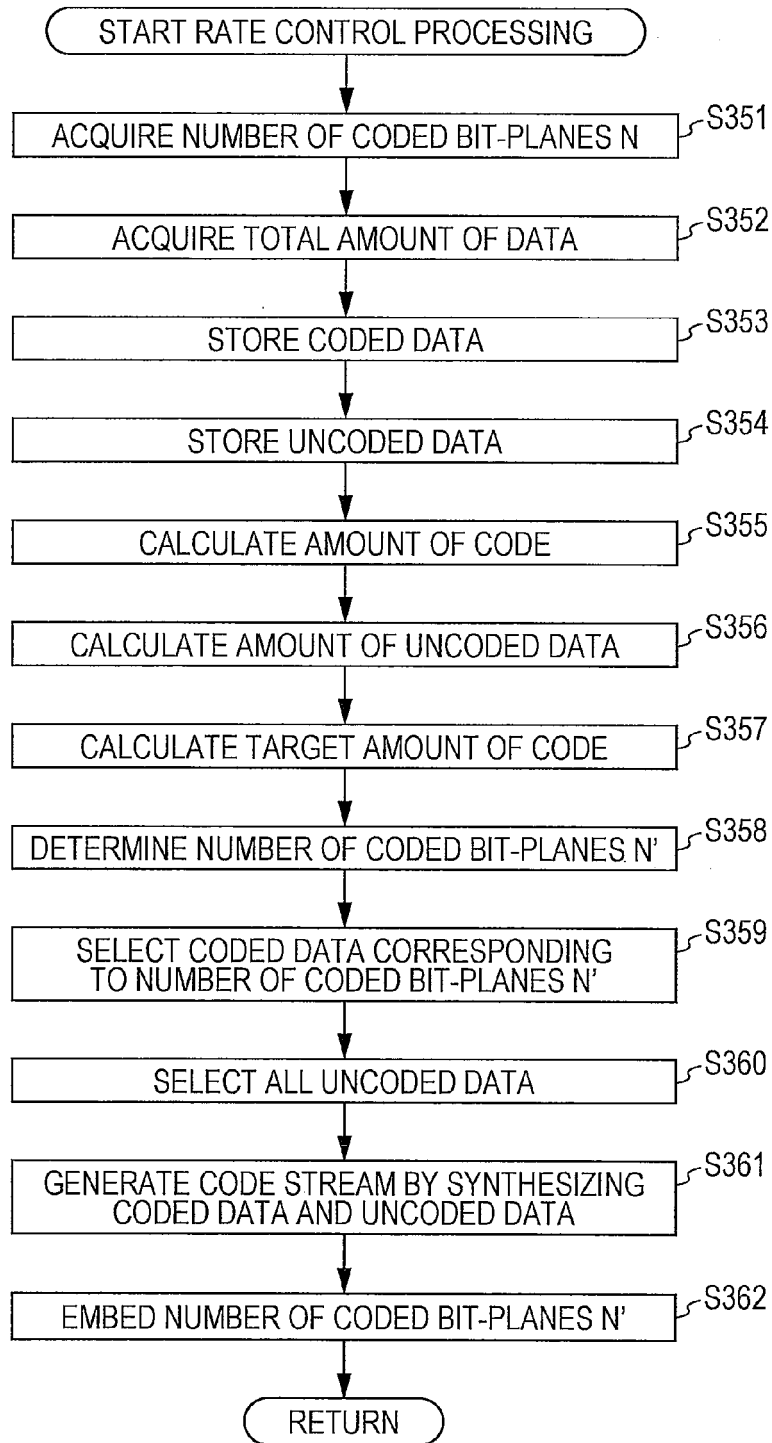 START RATE CONTROL PROCESSING
ACQUIRE NUMBER OF CODED BIT-PLANES N
S351
ACQUIRE TOTAL AMOUNT OF DATA
S352
STORE CODED DATA
S353
STORE UNCODED DATA
S354
CALCULATE AMOUNT OF CODE
S355
CALCULATE AMOUNT OF UNCODED DATA
S356
CALCULATE TARGET AMOUNT OF CODE
S357
DETERMINE NUMBER OF CODED BIT-PLANES N'
S358
SELECT CODED DATA CORRESPONDING
TO NUMBER OF CODED BIT-PLANES N'
S359
SELECT ALL UNCODED DATA
S360
GENERATE CODE STREAM BY SYNTHESIZING
CODED DATA AND UNCODED DATA
S361
EMBED NUMBER OF CODED BIT-PLANES N'
S362
RETURN